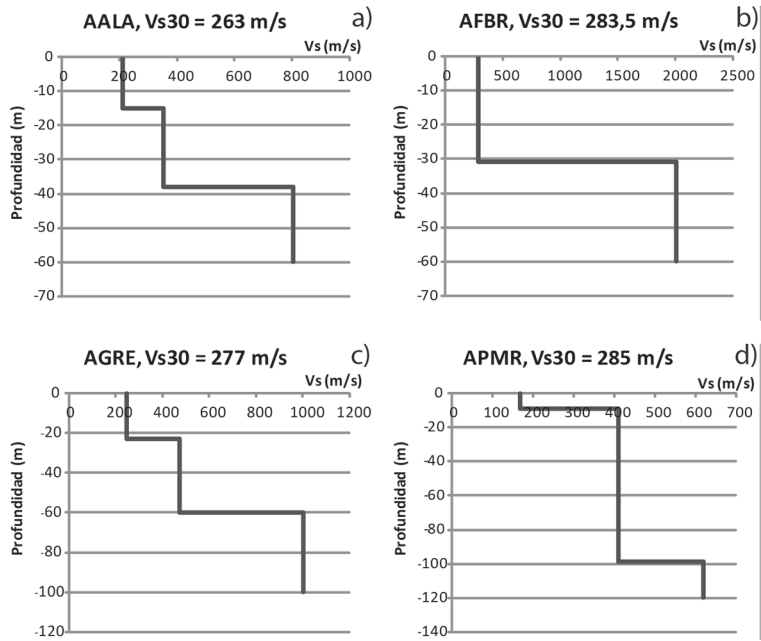 AALA, Vs30 = 263 m/s
a)
Vs (m/s)
0 200 400 600 800 1000
0
-10
-20
-30
-40
-50
-60
-70
Profundidad (m)
AFBR, Vs30 = 283,5 m/s
b)
Vs (m/s)
0 500 1000 1500 2000 2500
0
-10
-20
-30
-40
-50
-60
-70
Profundidad (m)
AGRE, Vs30 = 277 m/s
c)
Vs (m/s)
0 200 400 600 800 1000 1200
0
-20
-40
-60
-80
-100
-120
Profundidad (m)
APMR, Vs30 = 285 m/s
d)
Vs (m/s)
0 100 200 300 400 500 600 700
0
-20
-40
-60
-80
-100
-120
-140
Profundidad (m)